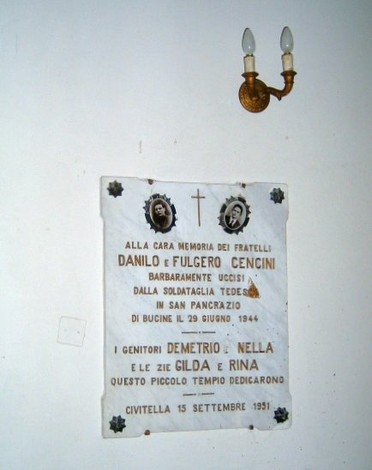 ALLA CARA MEMORIA DEI FRATELLI
DANILO E FULGERO CENCINI
BARBARAMENTE UCCISI
DALLA SOLDATAGLIA TEDESCA
IN SAN PANCRAZIO
DI BUCINE IL 29 GIUGNO 1944
I GENITORI DEMETRIO E NELLA
E LE ZIE GILDA E RINA
QUESTO PICCOLO TEMPIO DEDICARONO
CIVITELLA 15 SETTEMBRE 1951